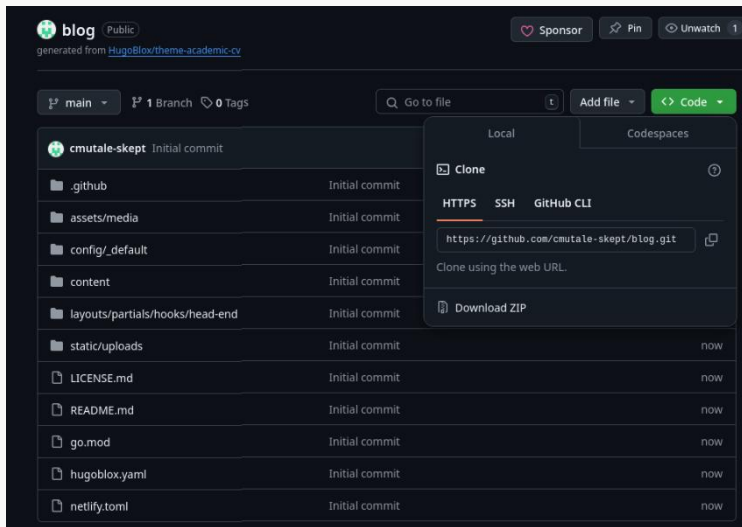 blog Public
Sponsor Pin Unwatch 1
generated from HugoBlox/theme-academic-cv
main 1 Branch 0 Tags
Go to file t Add file <> Code
Local Codespaces
cmutale-skept Initial commit
Clone
.github Initial commit
HTTPS SSH GitHub CLI
assets/media Initial commit
https://github.com/cmutale-skept/blog.git
config/_default Initial commit
Clone using the web URL.
content Initial commit
Download ZIP
layouts/partials/hooks/head-end Initial commit
static/uploads Initial commit now
LICENSE.md Initial commit now
README.md Initial commit now
go.mod Initial commit now
hugoblox.yaml Initial commit now
netlify.toml Initial commit now